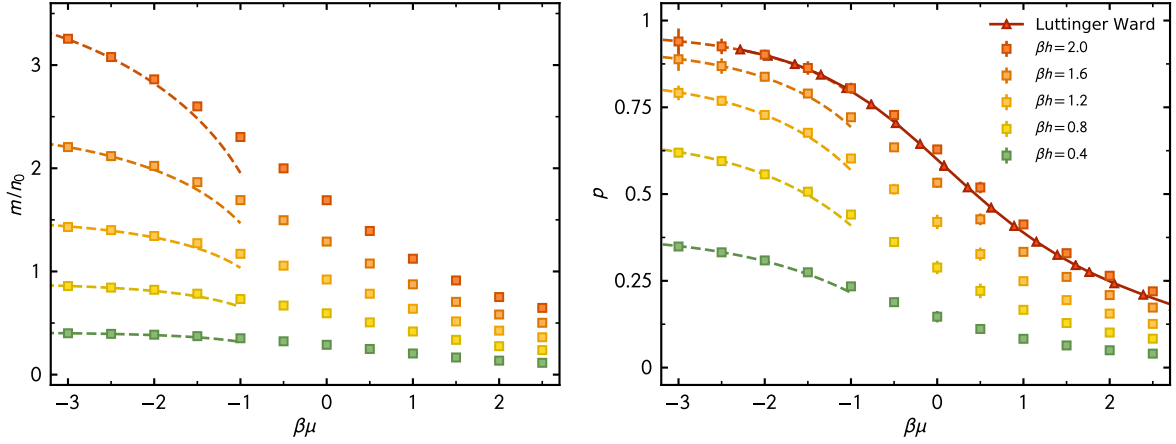 3
2
1
0
m/n₀
−3 −2 −1 0 1 2
βμ
1
0.75
0.5
0.25
0
p
−3 −2 −1 0 1 2
βμ
Luttinger Ward
βh = 2.0
βh = 1.6
βh = 1.2
βh = 0.8
βh = 0.4